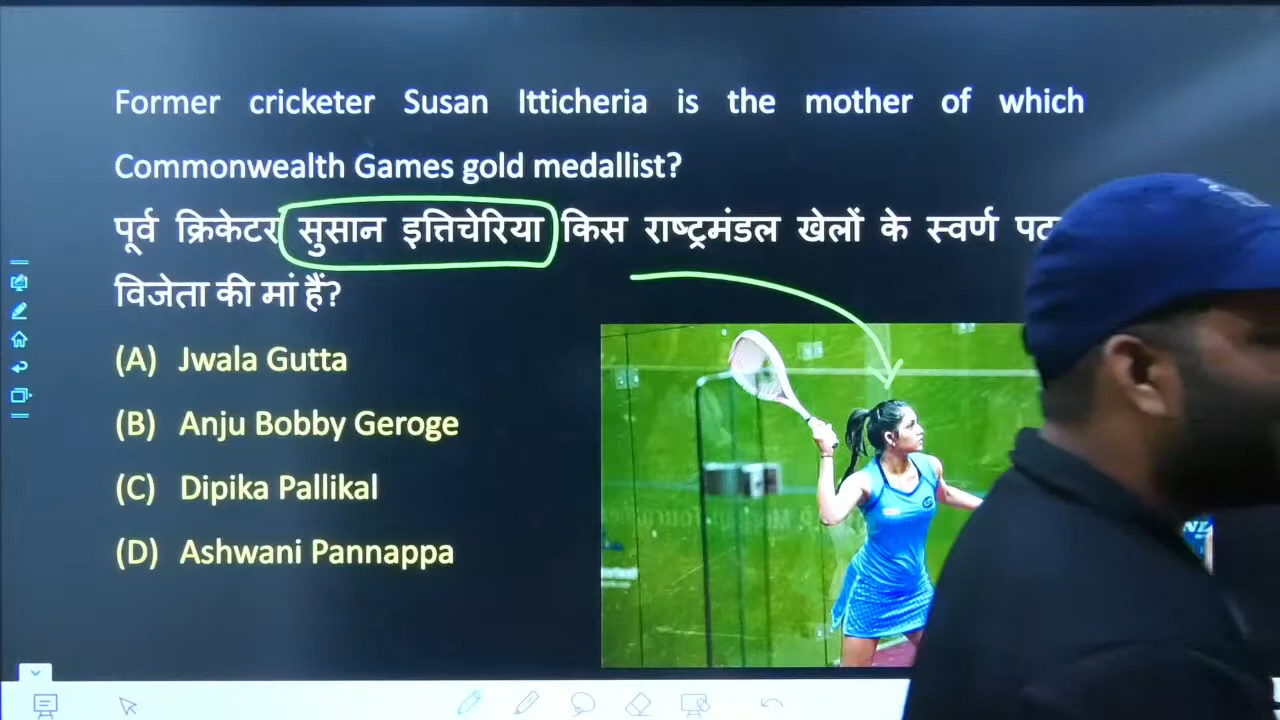 Former cricketer Susan Itticheria is the mother of which
Commonwealth Games gold medallist?
पूर्व क्रिकेटर सुसान इत्तिचेरिया किस राष्ट्रमंडल खेलों के स्वर्ण
विजेता की मां हैं?
(A) Jwala Gutta
(B) Anju Bobby Geroge
(C) Dipika Pallikal
(D) Ashwani Pannappa